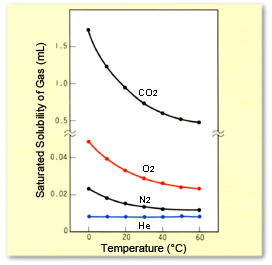 Saturated Solubility of Gas (mL)
1.5
1.0
0.5
0.04
0.02
0
CO2
O2
N2
He
0 20 40 60
Temperature (°C)